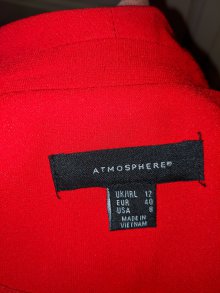 ATMOSPHERE®
UK/IRL 12
EUR 40
USA 8
MADE IN
VIETNAM